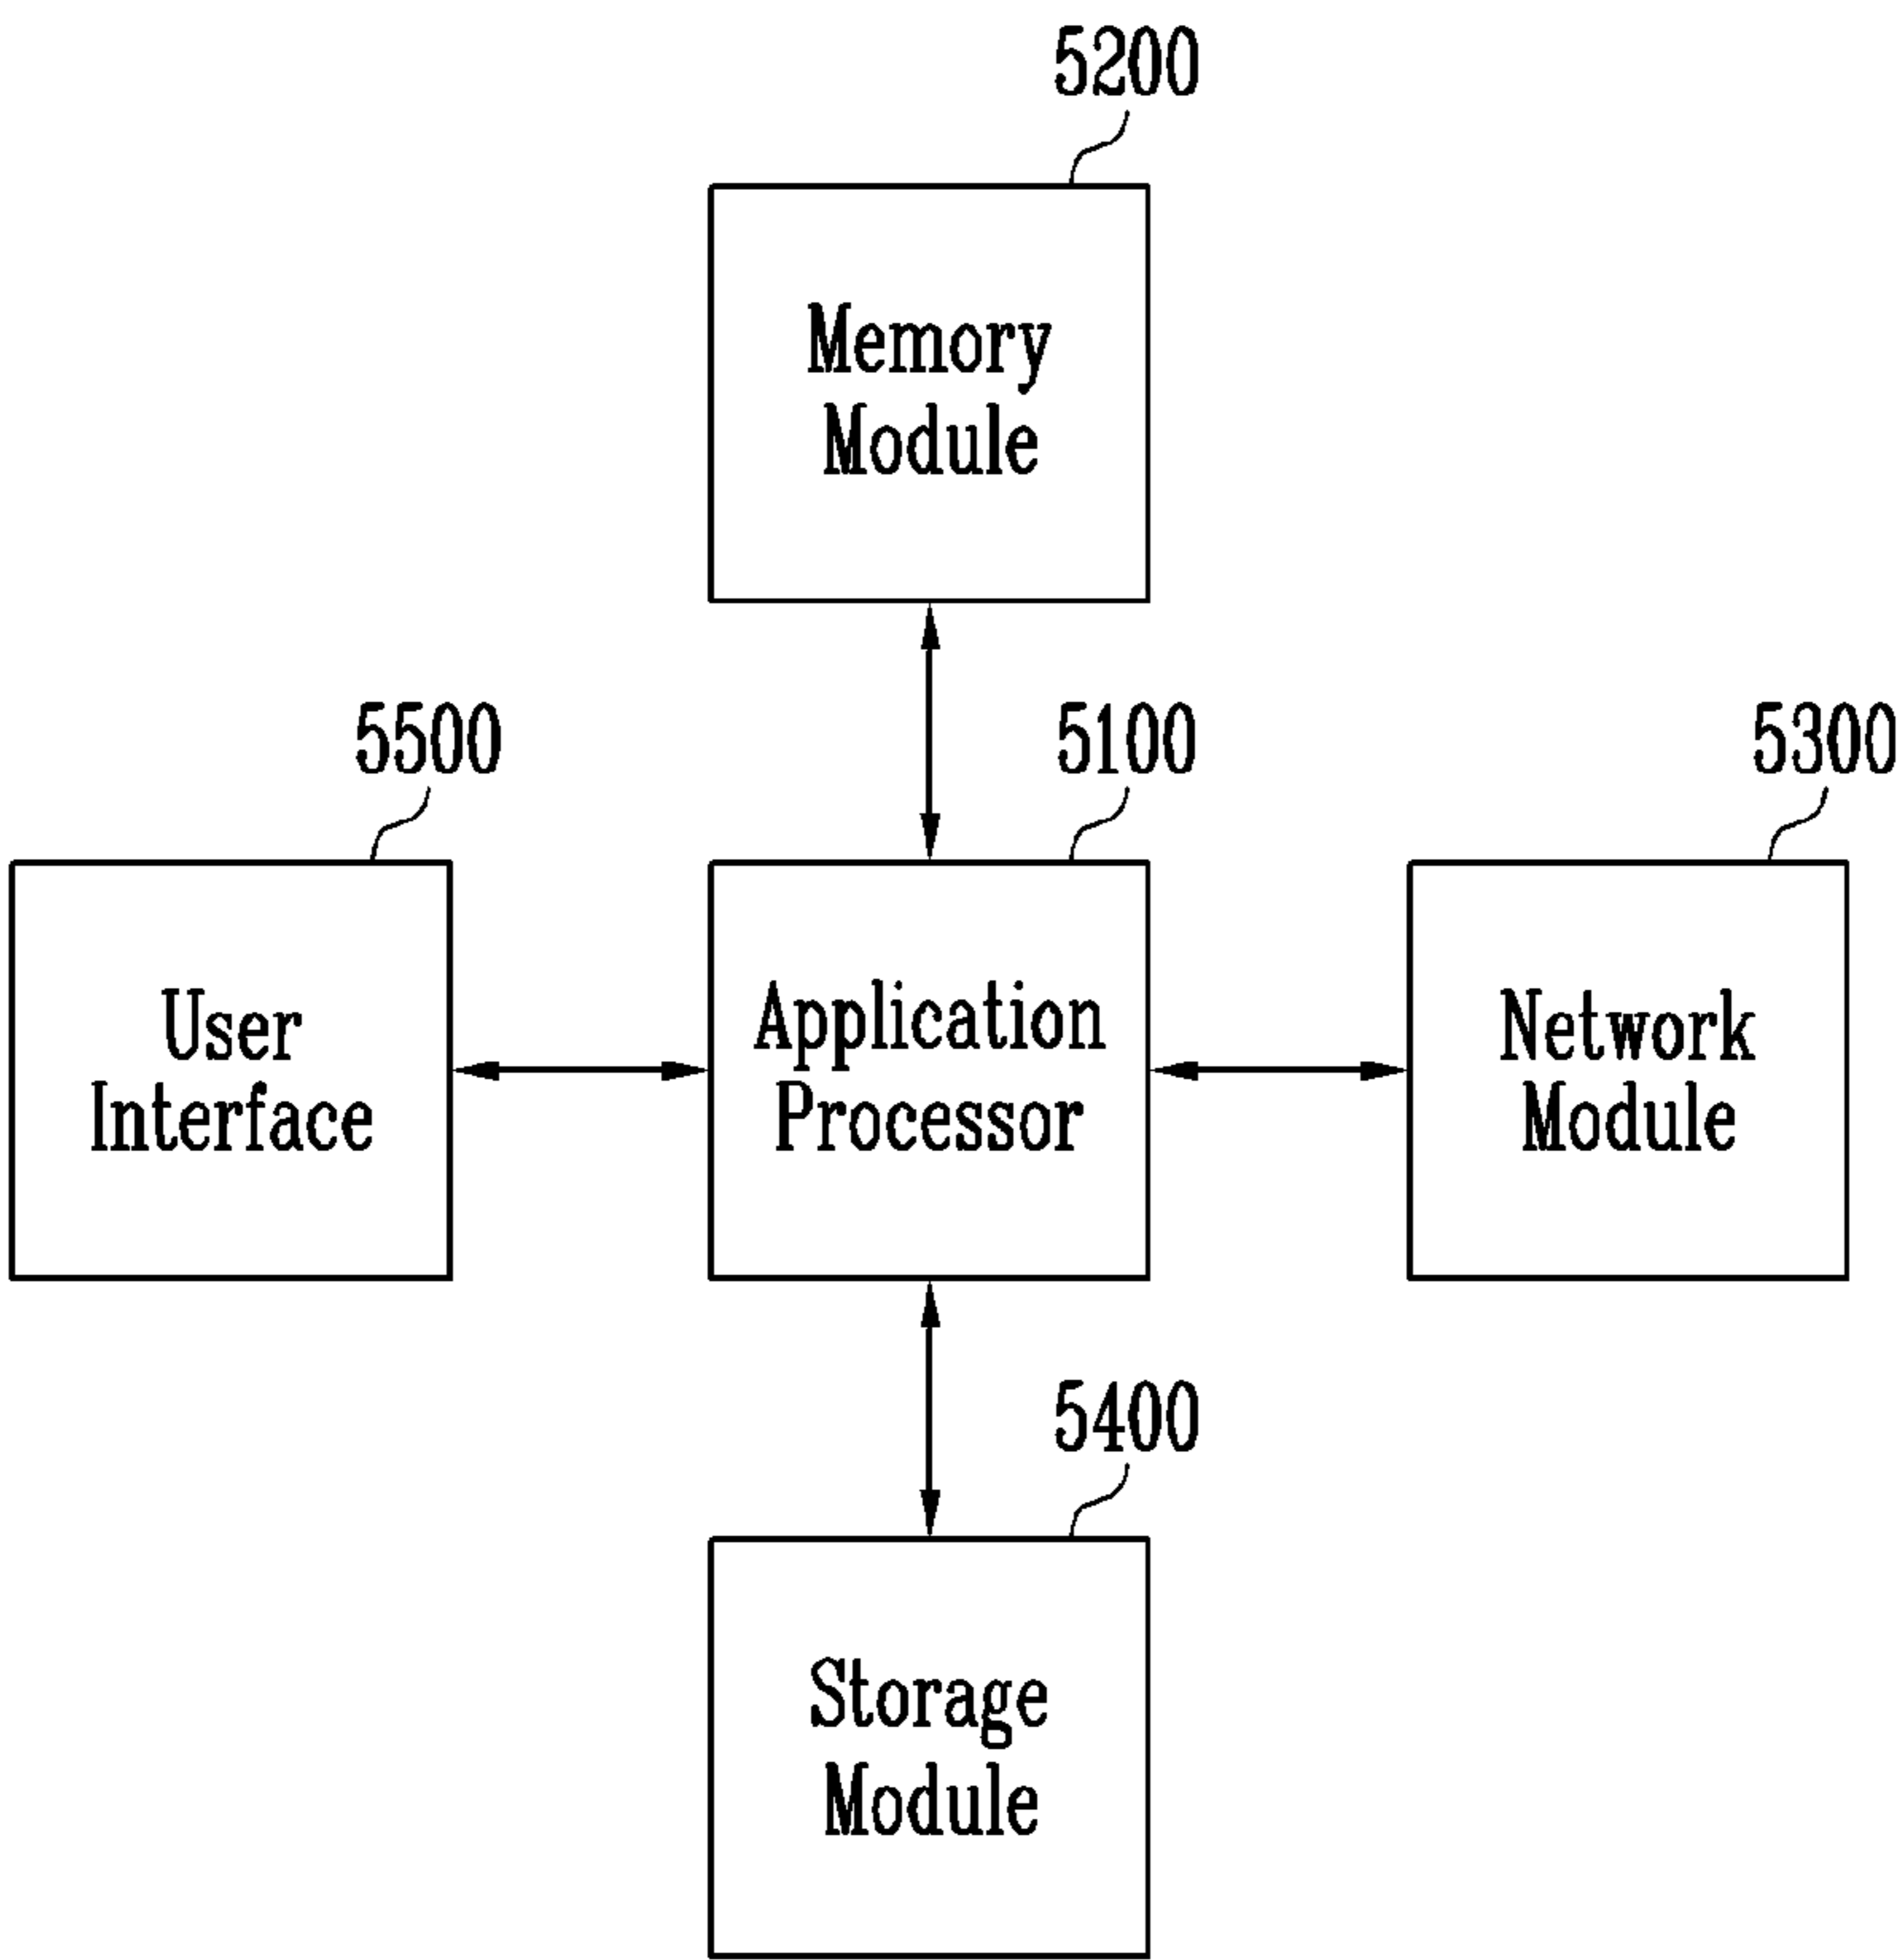 5200
Memory
Module
5500
5100
5300
User
Interface
Application
Processor
Network
Module
5400
Storage
Module